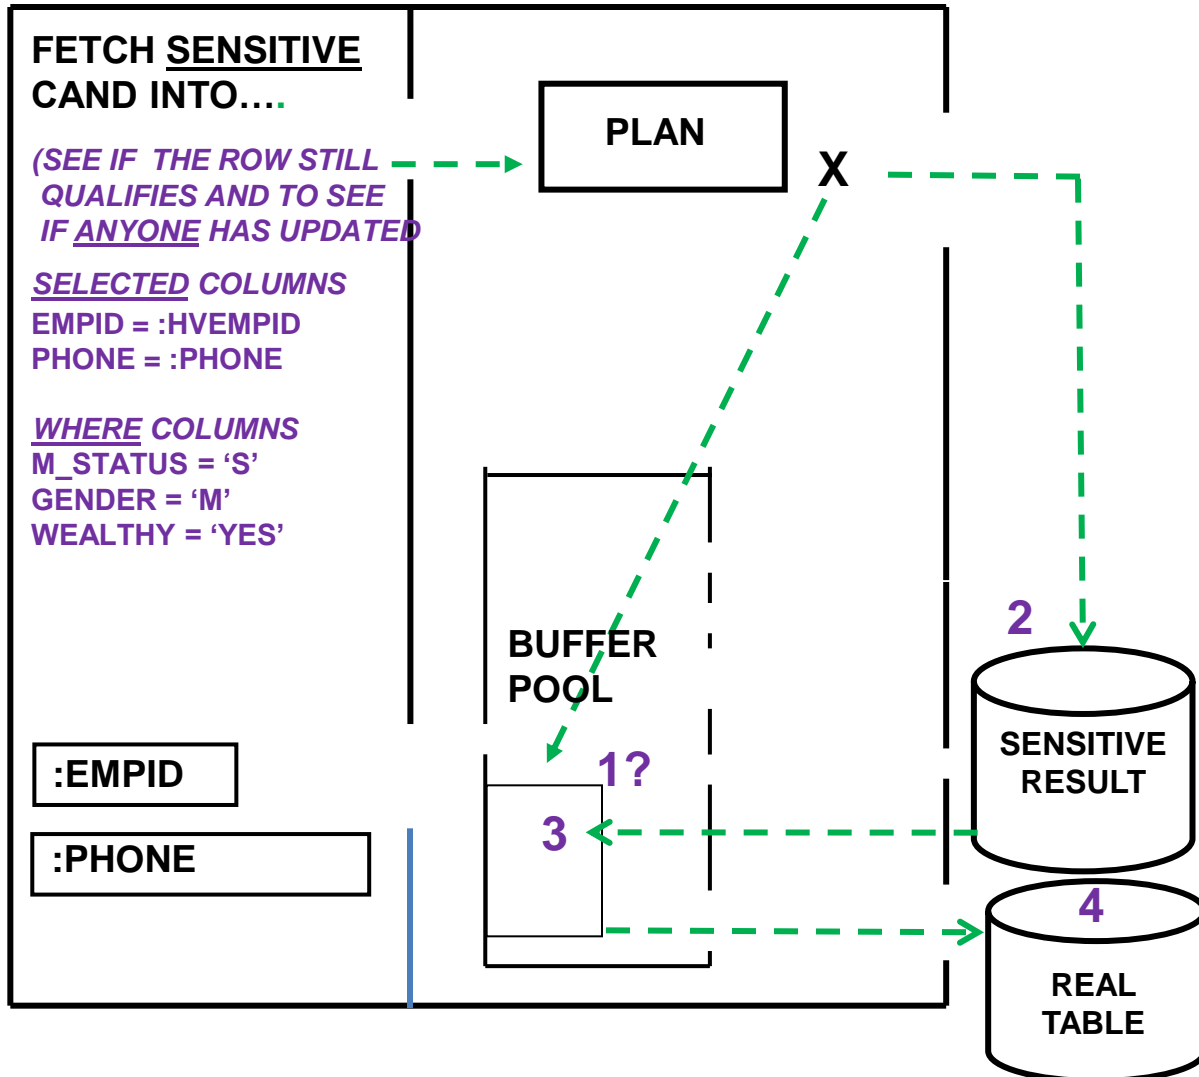 FETCH SENSITIVE
CAND INTO….
(SEE IF THE ROW STILL
QUALIFIES AND TO SEE
IF ANYONE HAS UPDATED
SELECTED COLUMNS
EMPID = :HVEMPID
PHONE = :PHONE
WHERE COLUMNS
M_STATUS = ‘S’
GENDER = ‘M’
WEALTHY = ‘YES’
:EMPID
:PHONE
PLAN
X
BUFFER
POOL
1?
3
2
SENSITIVE
RESULT
4
REAL
TABLE